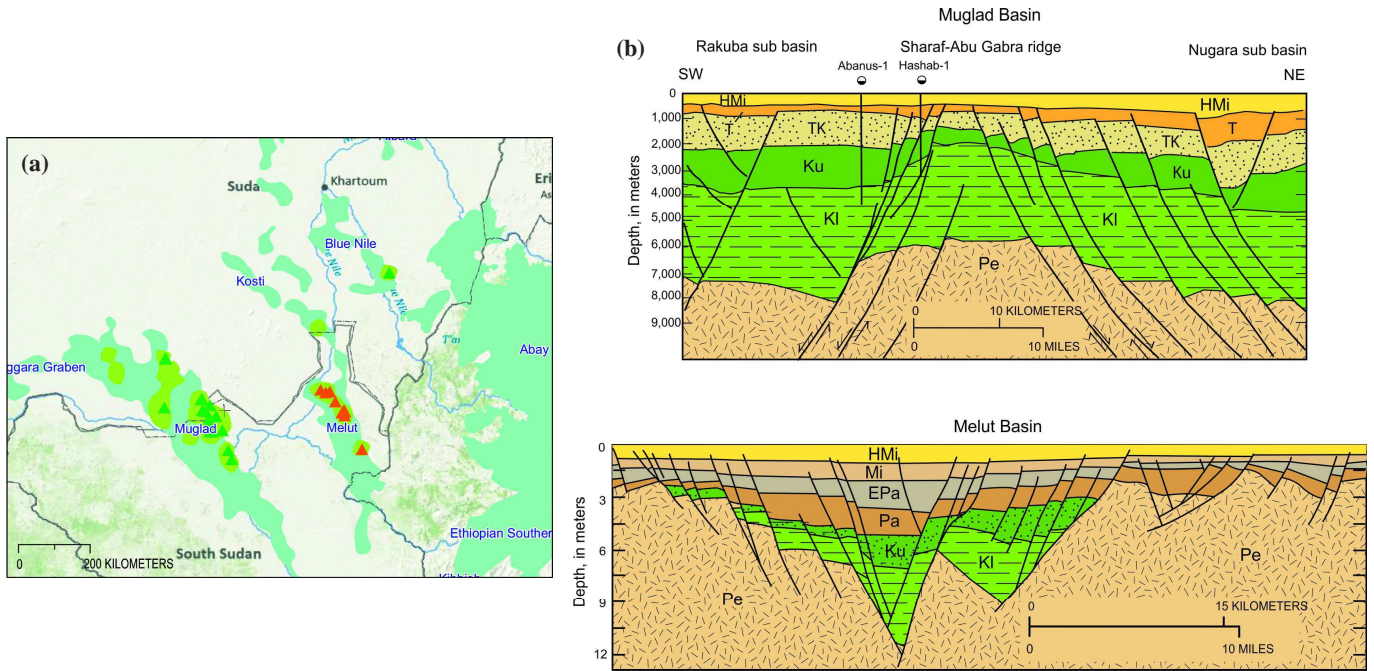 (a)
Atbara
Khartoum
Suda
Eri
As
Blue Nile
e Nile
Kosti
e Nile
Abay
ggara Graben
Muglad
Melut
Ethiopian Southern
South Sudan
0 200 KILOMETERS
Kibbish
(b)
Muglad Basin
Rakuba sub basin Sharaf-Abu Gabra ridge Nugara sub basin
SW Abanus-1 Hashab-1 NE
Depth, in meters
0
1,000
2,000
3,000
4,000
5,000
6,000
7,000
8,000
9,000
HMi HMi
T TK T
TK
Ku Ku
Kl Kl
Pe
0 10 KILOMETERS
0 10 MILES
Melut Basin
Depth, in meters
0
3
6
9
12
HMi
Mi
EPa
Pa
Ku
Kl
Pe Pe
0 15 KILOMETERS
0 10 MILES